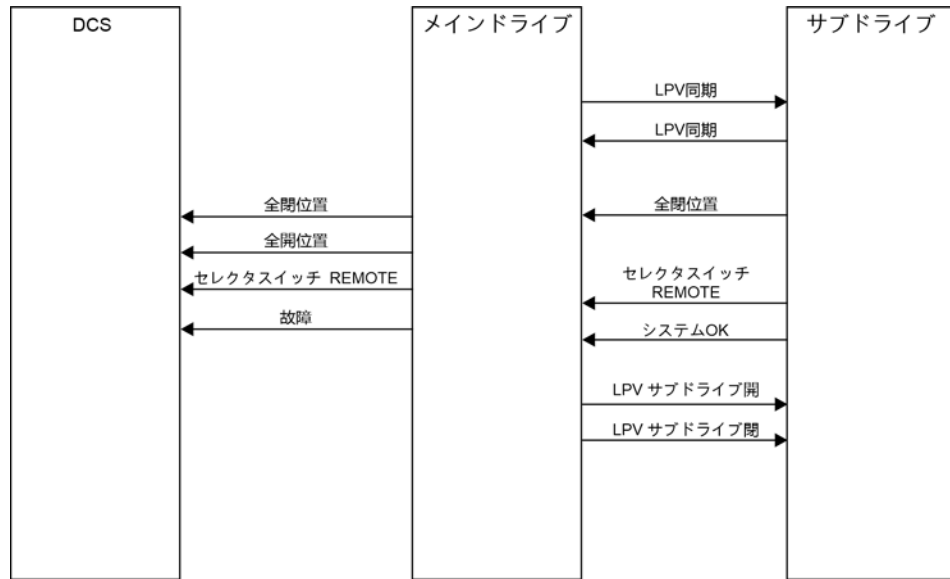 DCS
メインドライブ
サブドライブ
LPV同期
LPV同期
全閉位置
全閉位置
全開位置
セレクタスイッチ REMOTE
セレクタスイッチ
REMOTE
故障
システムOK
LPV サブドライブ開
LPV サブドライブ閉